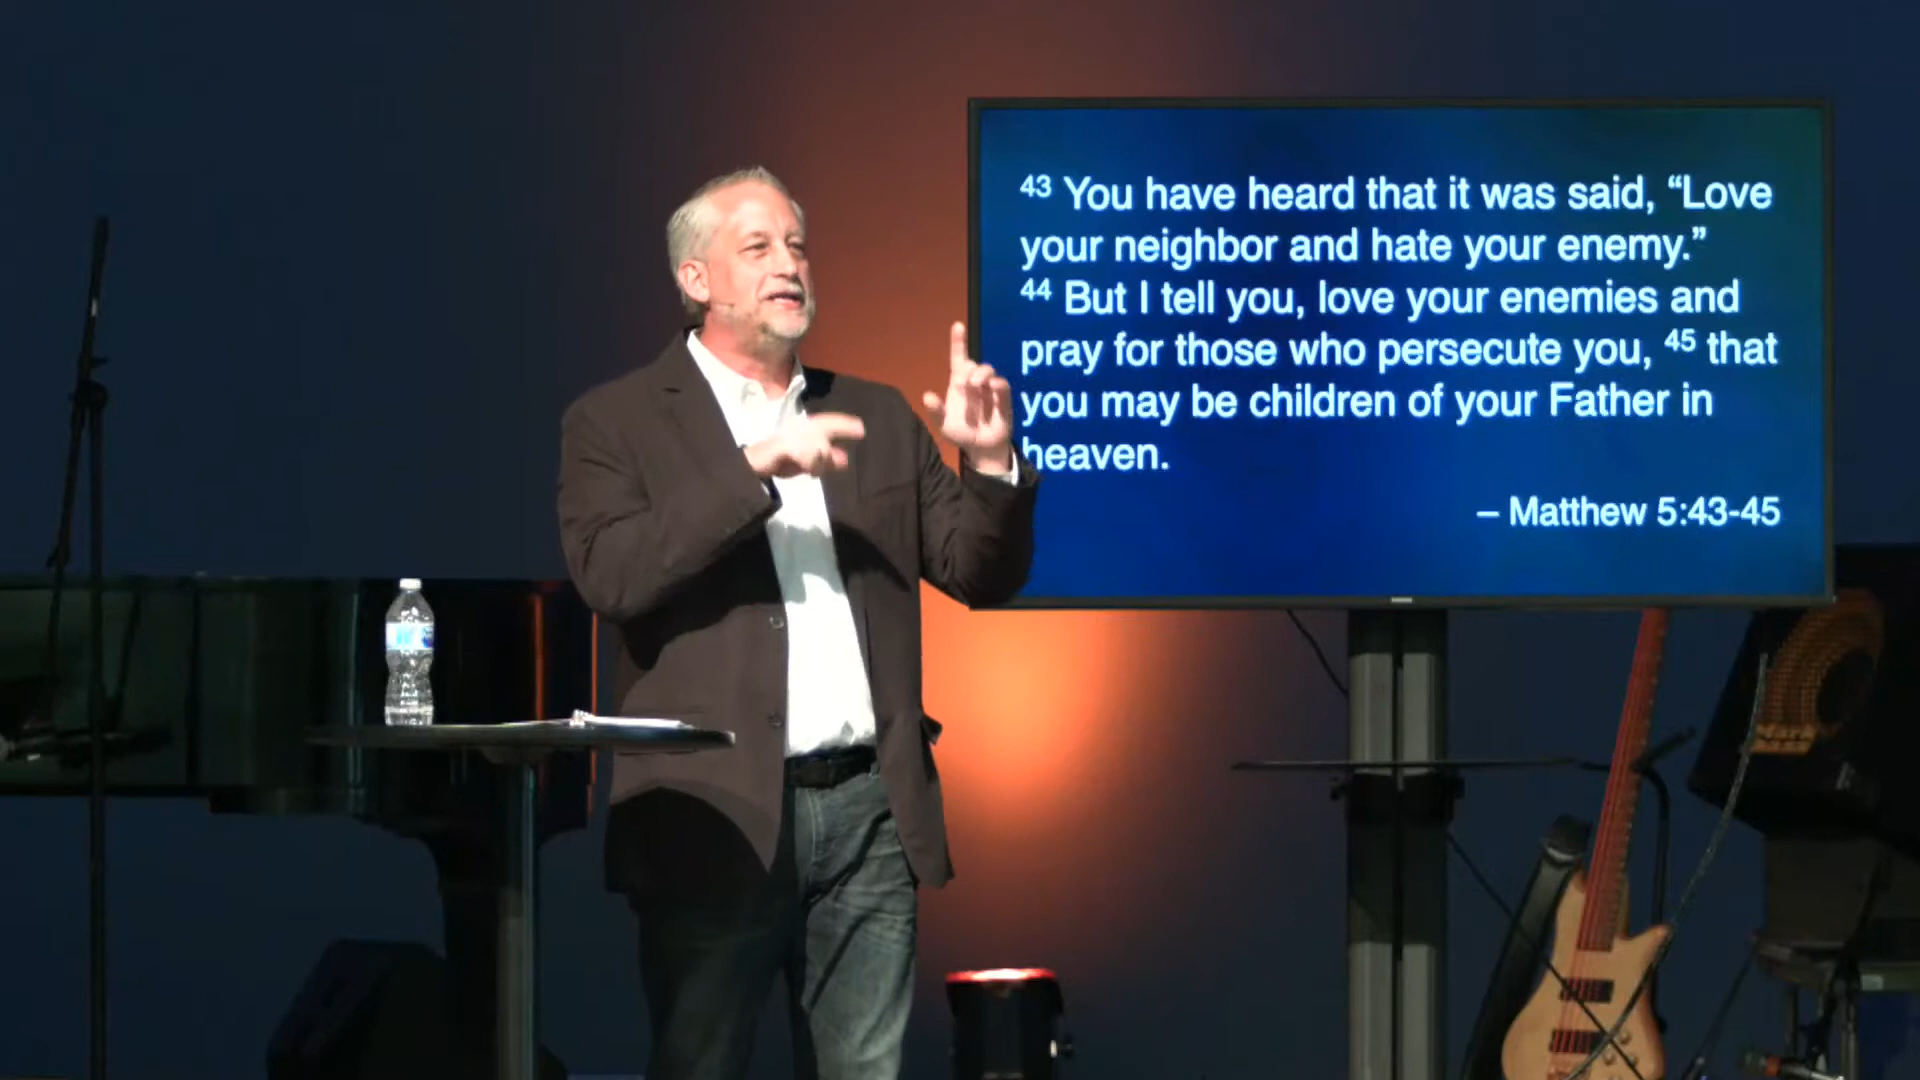 ⁴³ You have heard that it was said, “Love
your neighbor and hate your enemy.”
⁴⁴ But I tell you, love your enemies and
pray for those who persecute you, ⁴⁵ that
you may be children of your Father in
heaven.
– Matthew 5:43-45